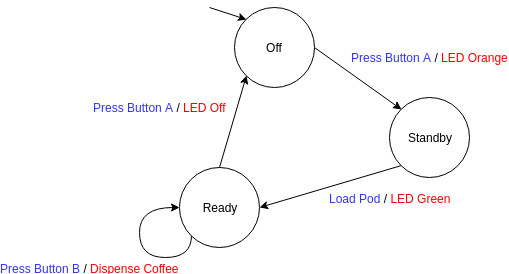 Off
Press Button A / LED Orange
Press Button A / LED Off
Standby
Load Pod / LED Green
Ready
Press Button B / Dispense Coffee